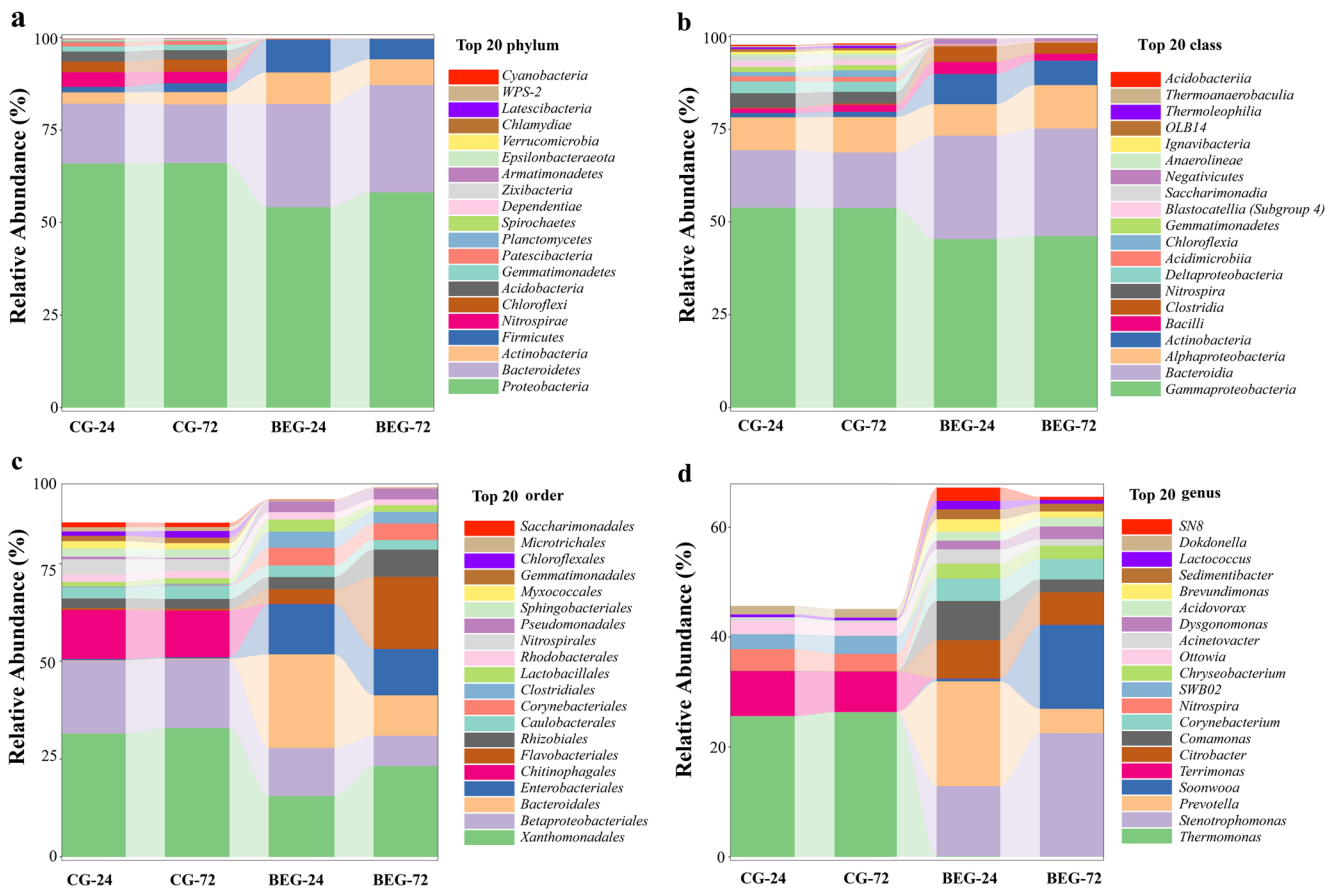 a
Relative Abundance (%)
100
75
50
25
0
CG-24
CG-72
BEG-24
BEG-72
Top 20 phylum
Cyanobacteria
WPS-2
Latescibacteria
Chlamydiae
Verrucomicrobia
Epsilonbacteraeota
Armatimonadetes
Zixibacteria
Dependentiae
Spirochaetes
Planctomycetes
Patescibacteria
Gemmatimonadetes
Acidobacteria
Chloroflexi
Nitrospirae
Firmicutes
Actinobacteria
Bacteroidetes
Proteobacteria
b
Relative Abundance (%)
100
75
50
25
0
CG-24
CG-72
BEG-24
BEG-72
Top 20 class
Acidobacteriia
Thermoanaerobaculia
Thermoleophilia
OLB14
Ignavibacteria
Anaerolineae
Negativicutes
Saccharimonadia
Blastocatellia (Subgroup 4)
Gemmatimonadetes
Chloroflexia
Acidimicrobiia
Deltaproteobacteria
Nitrospira
Clostridia
Bacilli
Actinobacteria
Alphaproteobacteria
Bacteroidia
Gammaproteobacteria
c
Relative Abundance (%)
100
75
50
25
0
CG-24
CG-72
BEG-24
BEG-72
Top 20 order
Saccharimonadales
Microtrichales
Chloroflexales
Gemmatimonadales
Myxococcales
Sphingobacteriales
Pseudomonadales
Nitrospirales
Rhodobacterales
Lactobacillales
Clostridiales
Corynebacteriales
Caulobacterales
Rhizobiales
Flavobacteriales
Chitinophagales
Enterobacteriales
Bacteroidales
Betaproteobacteriales
Xanthomonadales
d
Relative Abundance (%)
60
40
20
0
CG-24
CG-72
BEG-24
BEG-72
Top 20 genus
SN8
Dokdonella
Lactococcus
Sedimentibacter
Brevundimonas
Acidovorax
Dysgonomonas
Acinetovacter
Ottowia
Chryseobacterium
SWB02
Nitrospira
Corynebacterium
Comamonas
Citrobacter
Terrimonas
Soonwooa
Prevotella
Stenotrophomonas
Thermomonas